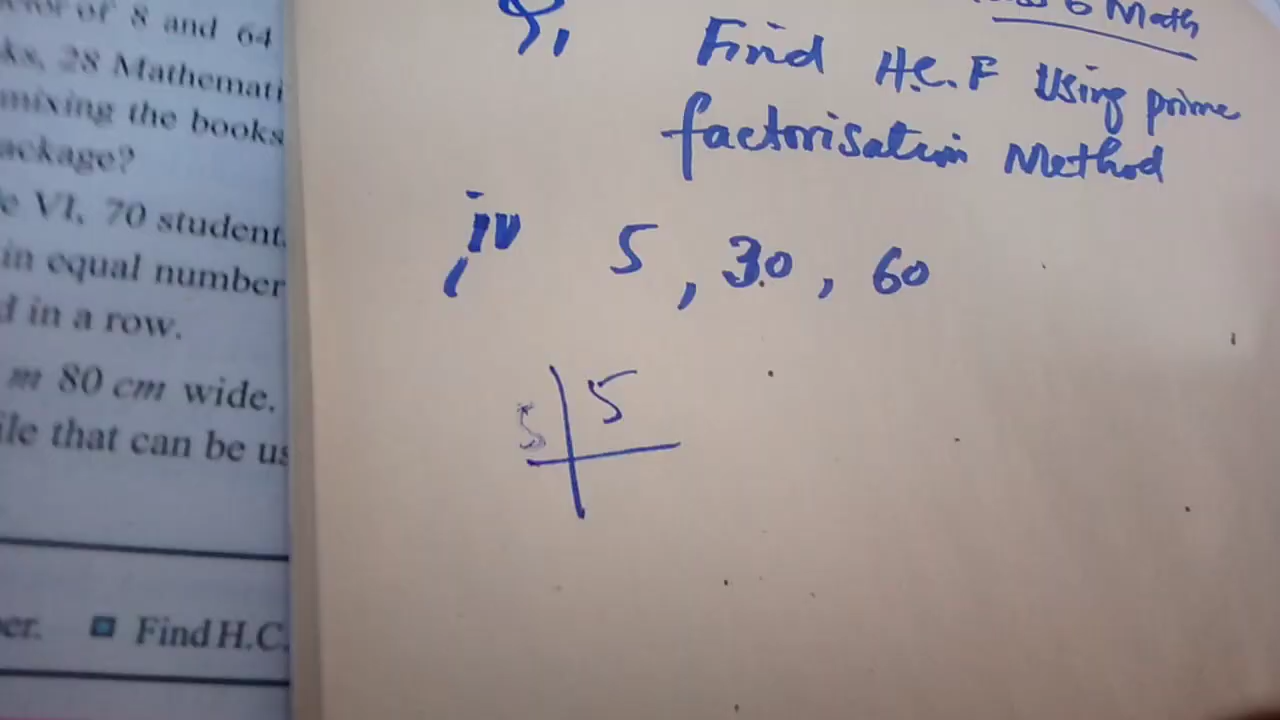 of 8 and 64
28 Mathemati
mixing the books
ackage?
VI, 70 student
in equal number
in a row.
m 80 cm wide.
that can be us
Find H.C.
6 Math
Q1 Find H.C.F Using prime
factorisation Method
iv 5, 30, 60
5 5